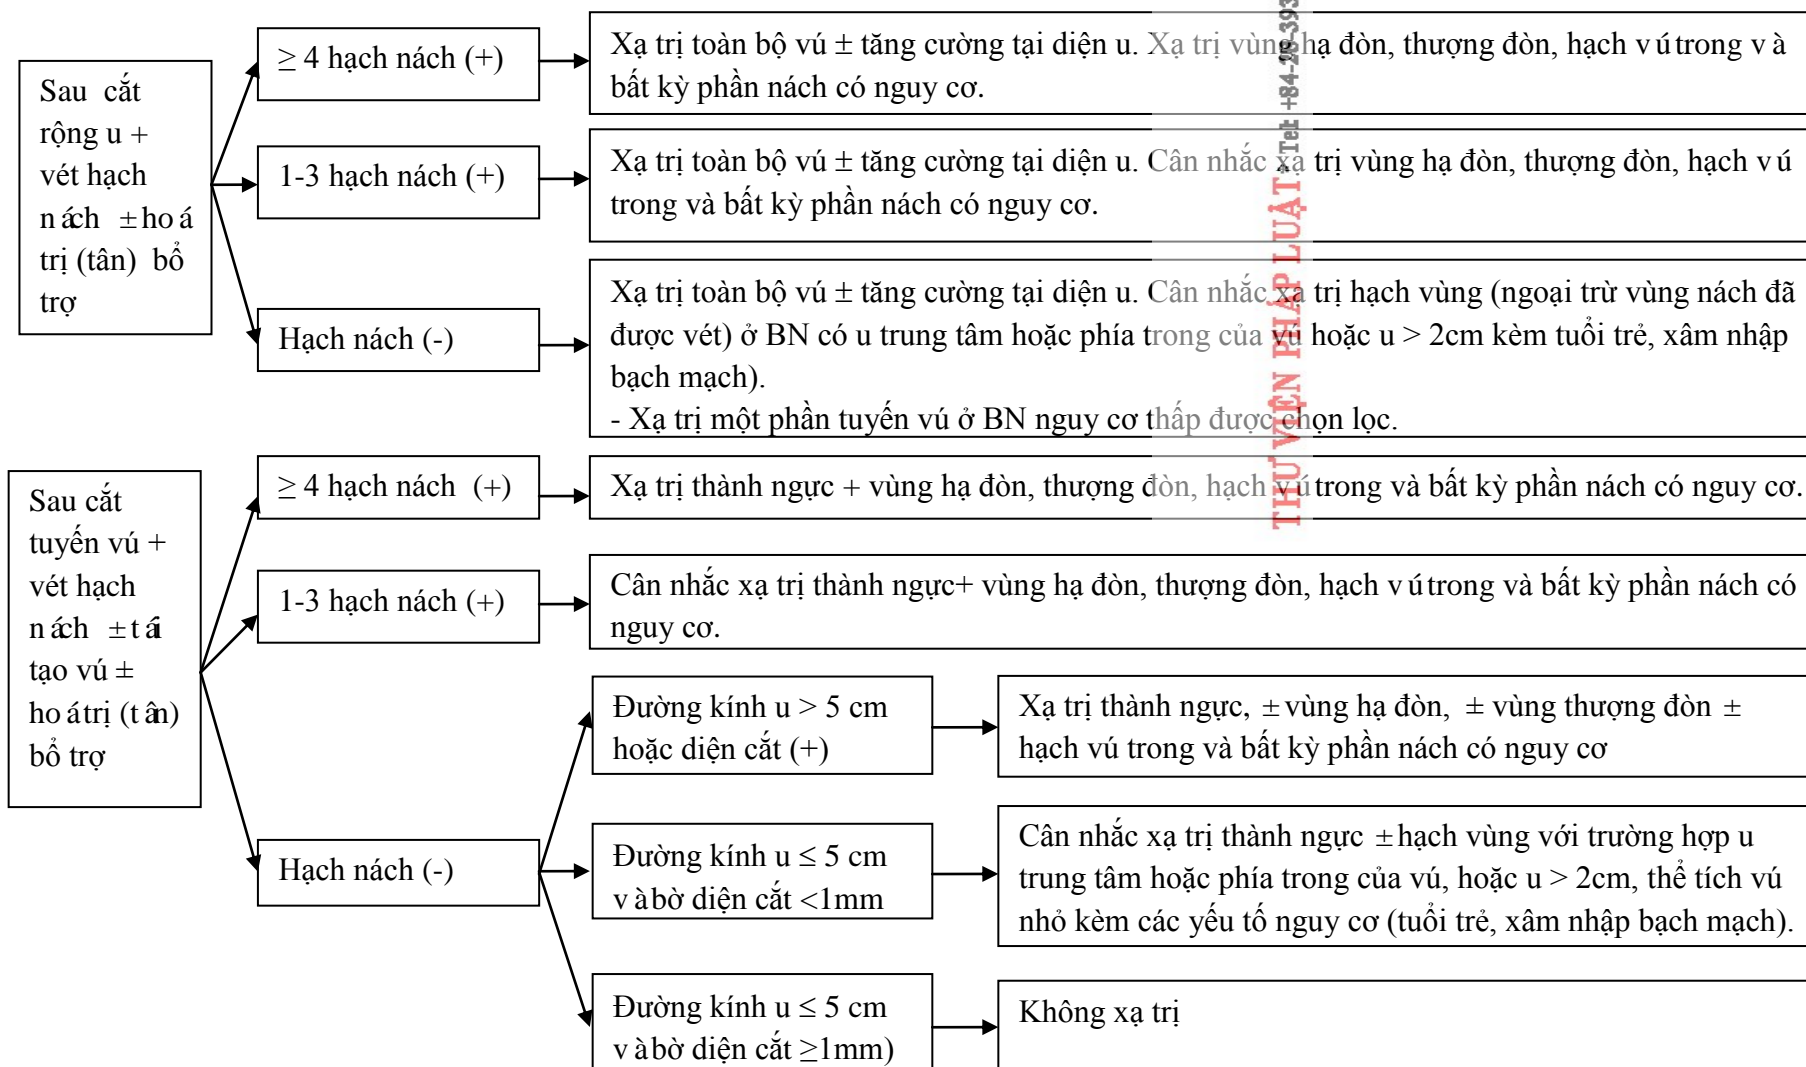 Sau cắt
rộng u +
vét hạch
nách ± hoá
trị (tân) bổ
trợ
≥ 4 hạch nách (+)
Xạ trị toàn bộ vú ± tăng cường tại diện u. Xạ trị vùng hạ đòn, thượng đòn, hạch vú trong và
bất kỳ phần nách có nguy cơ.
1-3 hạch nách (+)
Xạ trị toàn bộ vú ± tăng cường tại diện u. Cân nhắc xạ trị vùng hạ đòn, thượng đòn, hạch vú
trong và bất kỳ phần nách có nguy cơ.
Hạch nách (-)
Xạ trị toàn bộ vú ± tăng cường tại diện u. Cân nhắc xạ trị hạch vùng (ngoại trừ vùng nách đã
được vét) ở BN có u trung tâm hoặc phía trong của vú hoặc u > 2cm kèm tuổi trẻ, xâm nhập
bạch mạch).
- Xạ trị một phần tuyến vú ở BN nguy cơ thấp được chọn lọc.
Sau cắt
tuyến vú +
vét hạch
nách ± tái
tạo vú ±
hoá trị (tân)
bổ trợ
≥ 4 hạch nách (+)
Xạ trị thành ngực + vùng hạ đòn, thượng đòn, hạch vú trong và bất kỳ phần nách có nguy cơ.
1-3 hạch nách (+)
Cân nhắc xạ trị thành ngực+ vùng hạ đòn, thượng đòn, hạch vú trong và bất kỳ phần nách có
nguy cơ.
Hạch nách (-)
Đường kính u > 5 cm
hoặc diện cắt (+)
Xạ trị thành ngực, ± vùng hạ đòn, ± vùng thượng đòn ±
hạch vú trong và bất kỳ phần nách có nguy cơ
Đường kính u ≤ 5 cm
và bờ diện cắt <1mm
Cân nhắc xạ trị thành ngực ± hạch vùng với trường hợp u
trung tâm hoặc phía trong của vú, hoặc u > 2cm, thể tích vú
nhỏ kèm các yếu tố nguy cơ (tuổi trẻ, xâm nhập bạch mạch).
Đường kính u ≤ 5 cm
và bờ diện cắt ≥1mm)
Không xạ trị
THƯ VIỆN PHÁP LUẬT * Tel: +84-28-393